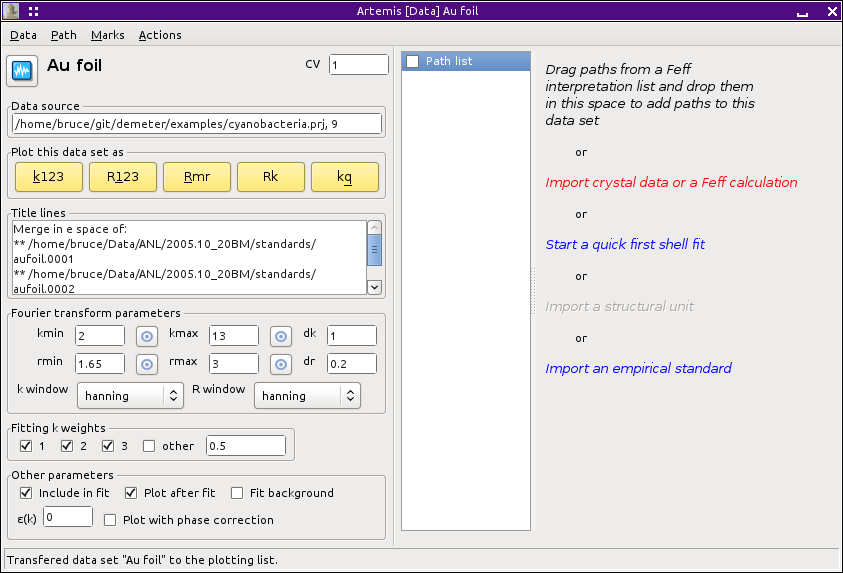 Artemis [Data] Au foil
Data Path Marks Actions
Au foil
CV 1
Data source
/home/bruce/git/demeter/examples/cyanobacteria.prj, 9
Plot this data set as
k123 R123 Rmr Rk kq
Title lines
Merge in e space of:
** /home/bruce/Data/ANL/2005.10_20BM/standards/
aufoil.0001
** /home/bruce/Data/ANL/2005.10_20BM/standards/
aufoil.0002
Fourier transform parameters
kmin 2 kmax 13 dk 1
rmin 1.65 rmax 3 dr 0.2
k window hanning R window hanning
Fitting k weights
1 2 3 other 0.5
Other parameters
Include in fit Plot after fit Fit background
ε(k) 0 Plot with phase correction
Path list
Drag paths from a Feff
interpretation list and drop them
in this space to add paths to this
data set
or
Import crystal data or a Feff calculation
or
Start a quick first shell fit
or
Import a structural unit
or
Import an empirical standard
Transfered data set "Au foil" to the plotting list.